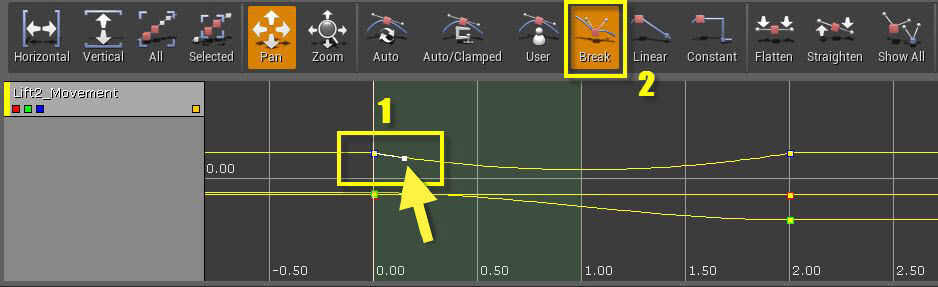 Horizontal Vertical All Selected Pan Zoom Auto Auto/Clamped User Break Linear Constant Flatten Straighten Show All
2
Lift2_Movement
1
0.00
-0.50 0.00 0.50 1.00 1.50 2.00 2.50